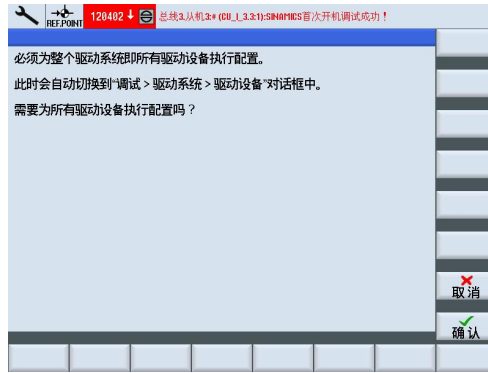 REF.POINT 120402 总线3.从机3:# (CU_I_3.3:1):SINAMICS首次开机调试成功!
必须为整个驱动系统即所有驱动设备执行配置。
此时会自动切换到“调试 > 驱动系统 > 驱动设备”对话框中。
需要为所有驱动设备执行配置吗?
取消
确认